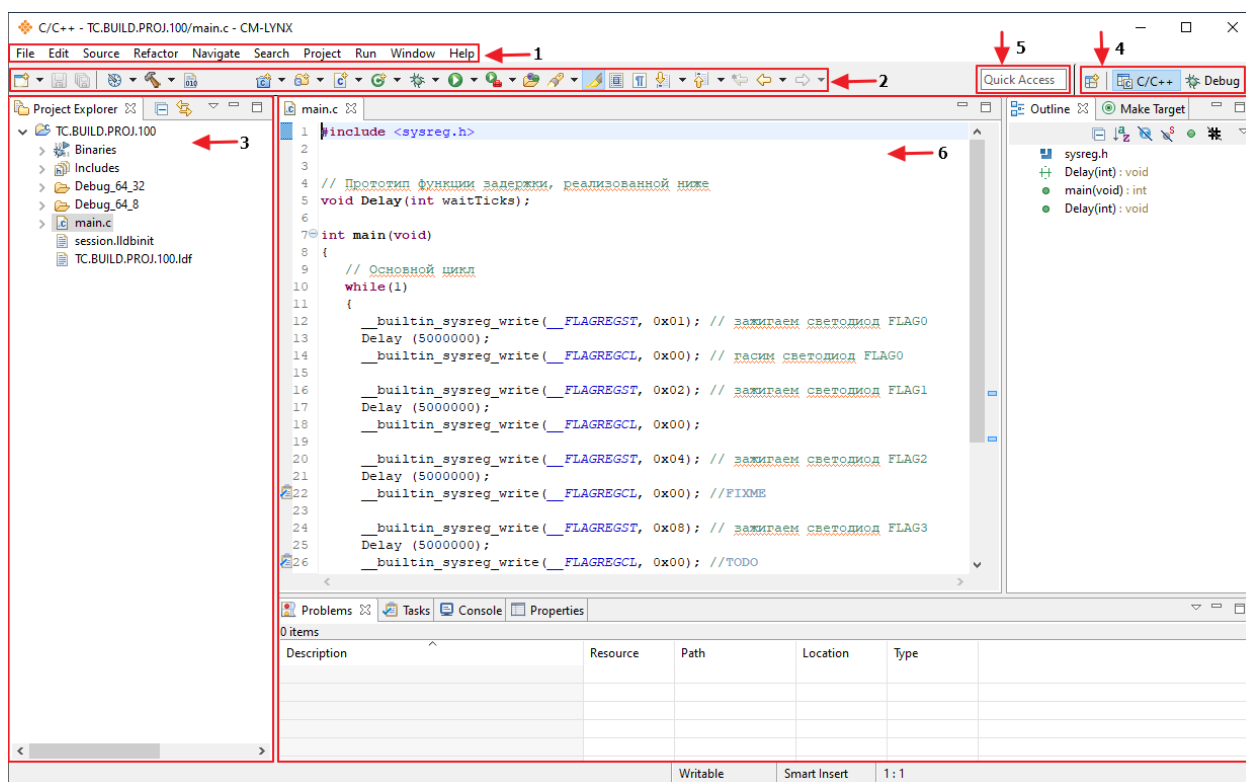 C/C++ - TC.BUILD.PROJ.100/main.c - CM-LYNX
File Edit Source Refactor Navigate Search Project Run Window Help
1
5
4
2
Quick Access
C/C++
Debug
Project Explorer
3
TC.BUILD.PROJ.100
Binaries
Includes
Debug_64_32
Debug_64_8
main.c
session.lldbinit
TC.BUILD.PROJ.100.ldf
main.c
6
1 #include <sysreg.h>
2
3
4 // Прототип функции задержки, реализованной ниже
5 void Delay(int waitTicks);
6
7 int main(void)
8 {
9 // Основной цикл
10 while(1)
11 {
12 __builtin_sysreg_write(__FLAGREGST, 0x01); // зажигаем светодиод FLAG0
13 Delay (5000000);
14 __builtin_sysreg_write(__FLAGREGCL, 0x00); // гасим светодиод FLAG0
15
16 __builtin_sysreg_write(__FLAGREGST, 0x02); // зажигаем светодиод FLAG1
17 Delay (5000000);
18 __builtin_sysreg_write(__FLAGREGCL, 0x00);
19
20 __builtin_sysreg_write(__FLAGREGST, 0x04); // зажигаем светодиод FLAG2
21 Delay (5000000);
22 __builtin_sysreg_write(__FLAGREGCL, 0x00); //FIXME
23
24 __builtin_sysreg_write(__FLAGREGST, 0x08); // зажигаем светодиод FLAG3
25 Delay (5000000);
26 __builtin_sysreg_write(__FLAGREGCL, 0x00); //TODO
Outline Make Target
sysreg.h
Delay(int) : void
main(void) : int
Delay(int) : void
Problems Tasks Console Properties
0 items
Description Resource Path Location Type
Writable Smart Insert 1 : 1